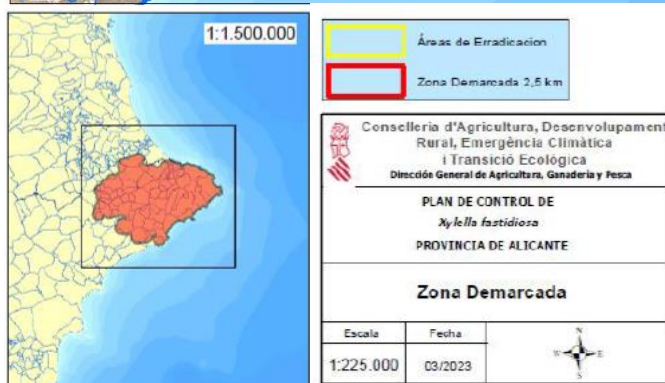 1:1.500.000
Áreas de Erradicacion
Zona Demarcada 2,5 km
Conselleria d'Agricultura, Desenvolupament
Rural, Emergència Climàtica
i Transició Ecològica
Dirección General de Agricultura, Ganadería y Pesca
PLAN DE CONTROL DE
Xylella fastidiosa
PROVINCIA DE ALICANTE
Zona Demarcada
Escala
Fecha
1:225.000
03/2023
N
W
E
S